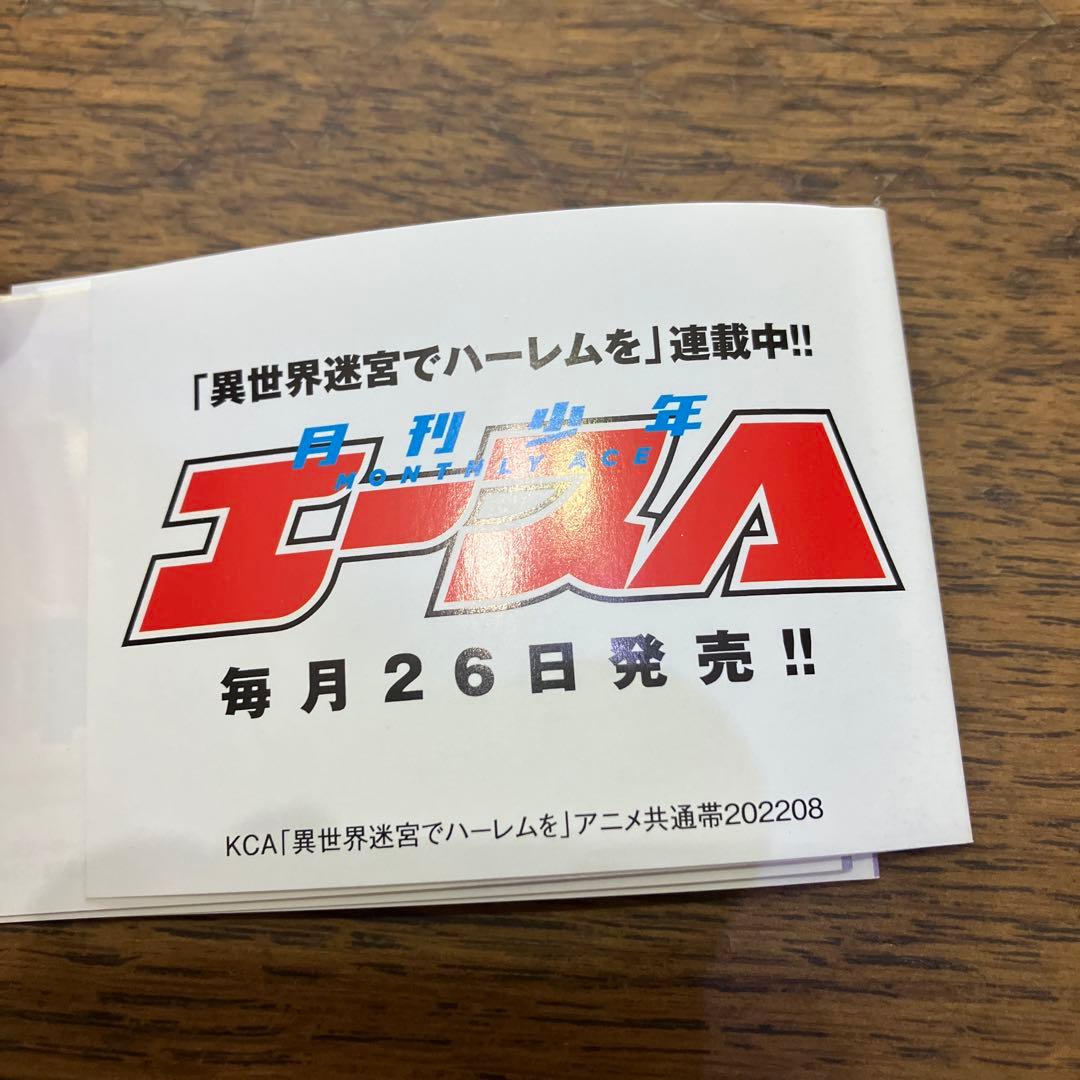 「異世界迷宮でハーレムを」連載中!!
月刊少年
MONTHLY ACE
エースA
毎月26日発売!!
KCA「異世界迷宮でハーレムを」アニメ共通帯202208